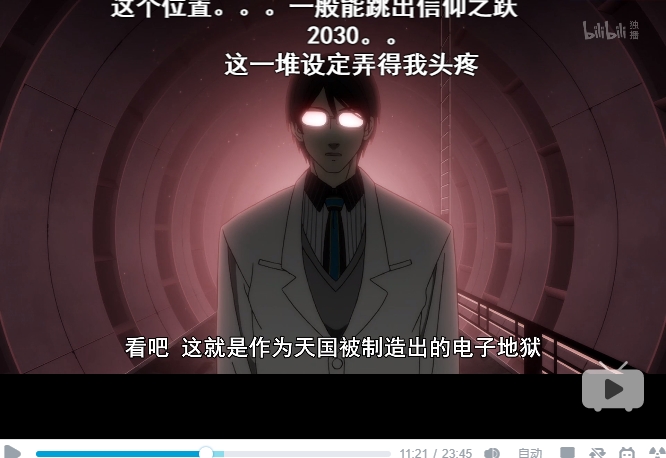 这个位置。。。一般能跳出信仰之跃
bilibili 独播
2030。。
这一堆设定弄得我头疼
看吧 这就是作为天国被制造出的电子地狱
11:21 / 23:45 自动